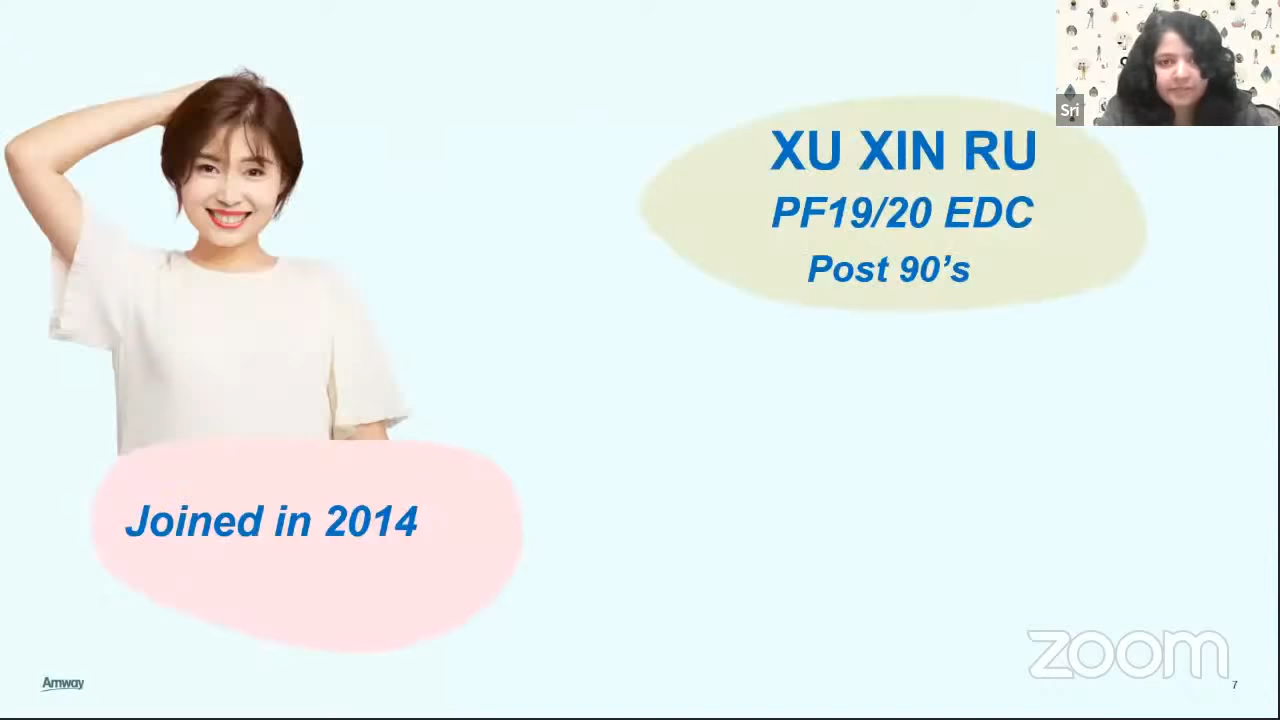 Sri
XU XIN RU
PF19/20 EDC
Post 90’s
Joined in 2014
Amway
zoom
7